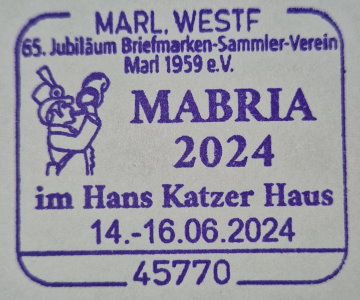 MARL, WESTF
65. Jubiläum Briefmarken-Sammler-Verein
Marl 1959 e.V.
MABRIA
2024
im Hans Katzer Haus
14.-16.06.2024
45770